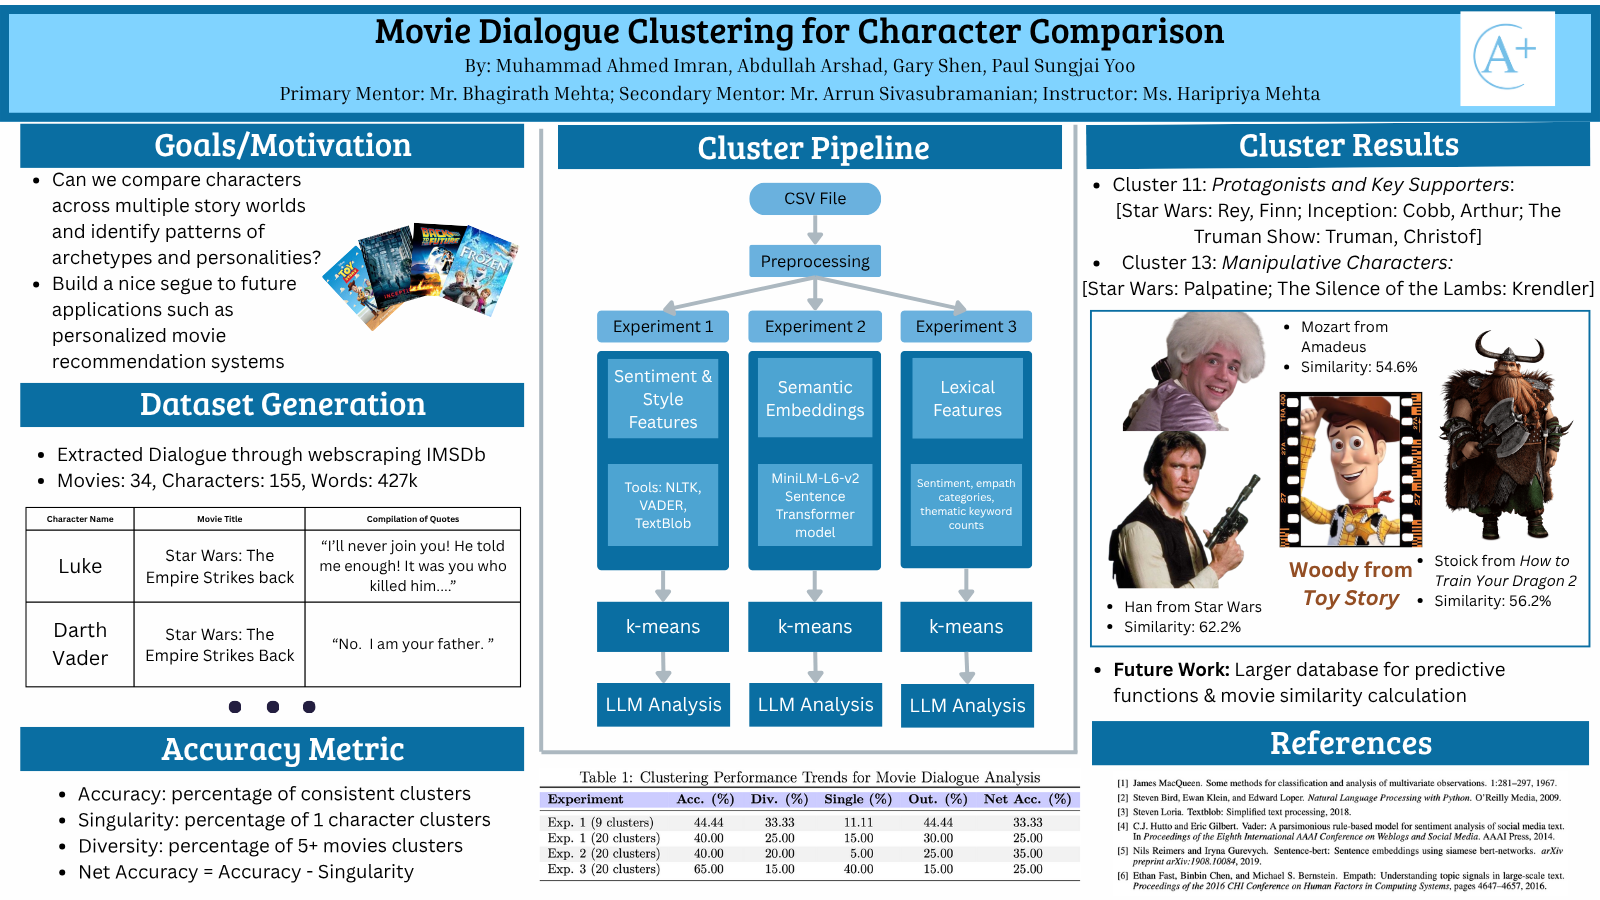 Movie Dialogue Clustering for Character Comparison
By: Muhammad Ahmed Imran, Abdullah Arshad, Gary Shen, Paul Sungjai Yoo
Primary Mentor: Mr. Bhagirath Mehta; Secondary Mentor: Mr. Arrun Sivasubramanian; Instructor: Ms. Haripriya Mehta
A+
Goals/Motivation
• Can we compare characters
across multiple story worlds
and identify patterns of
archetypes and personalities?
• Build a nice segue to future
applications such as
personalized movie
recommendation systems
TOY STORY
INCEPTION
BACK TO THE FUTURE
FROZEN
Dataset Generation
• Extracted Dialogue through webscraping IMSDb
• Movies: 34, Characters: 155, Words: 427k
Character Name Movie Title Compilation of Quotes
Luke
Star Wars: The
Empire Strikes back
“I’ll never join you! He told
me enough! It was you who
killed him....”
Darth
Vader
Star Wars: The
Empire Strikes Back
“No. I am your father. ”
Accuracy Metric
• Accuracy: percentage of consistent clusters
• Singularity: percentage of 1 character clusters
• Diversity: percentage of 5+ movies clusters
• Net Accuracy = Accuracy - Singularity
Cluster Pipeline
CSV File
Preprocessing
Experiment 1
Experiment 2
Experiment 3
Sentiment &
Style
Features
Semantic
Embeddings
Lexical
Features
Tools: NLTK,
VADER,
TextBlob
MiniLM-L6-v2
Sentence
Transformer
model
Sentiment, empath
categories,
thematic keyword
counts
k-means
k-means
k-means
LLM Analysis
LLM Analysis
LLM Analysis
Table 1: Clustering Performance Trends for Movie Dialogue Analysis
Experiment Acc. (%) Div. (%) Single (%) Out. (%) Net Acc. (%)
Exp. 1 (9 clusters) 44.44 33.33 11.11 44.44 33.33
Exp. 1 (20 clusters) 40.00 25.00 15.00 30.00 25.00
Exp. 2 (20 clusters) 40.00 20.00 5.00 25.00 35.00
Exp. 3 (20 clusters) 65.00 15.00 40.00 15.00 25.00
Cluster Results
• Cluster 11: Protagonists and Key Supporters:
[Star Wars: Rey, Finn; Inception: Cobb, Arthur; The
Truman Show: Truman, Christof]
• Cluster 13: Manipulative Characters:
[Star Wars: Palpatine; The Silence of the Lambs: Krendler]
• Mozart from
Amadeus
• Similarity: 54.6%
TRA 400
27A
27A
27
27
Woody from
Toy Story
• Han from Star Wars
• Similarity: 62.2%
• Stoick from How to
Train Your Dragon 2
• Similarity: 56.2%
• Future Work: Larger database for predictive
functions & movie similarity calculation
References
[1] James MacQueen. Some methods for classification and analysis of multivariate observations. 1:281–297, 1967.
[2] Steven Bird, Ewan Klein, and Edward Loper. Natural Language Processing with Python. O’Reilly Media, 2009.
[3] Steven Loria. Textblob: Simplified text processing, 2018.
[4] C.J. Hutto and Eric Gilbert. Vader: A parsimonious rule-based model for sentiment analysis of social media text.
In Proceedings of the Eighth International AAAI Conference on Weblogs and Social Media. AAAI Press, 2014.
[5] Nils Reimers and Iryna Gurevych. Sentence-bert: Sentence embeddings using siamese bert-networks. arXiv
preprint arXiv:1908.10084, 2019.
[6] Ethan Fast, Binbin Chen, and Michael S. Bernstein. Empath: Understanding topic signals in large-scale text.
Proceedings of the 2016 CHI Conference on Human Factors in Computing Systems, pages 4647–4657, 2016.